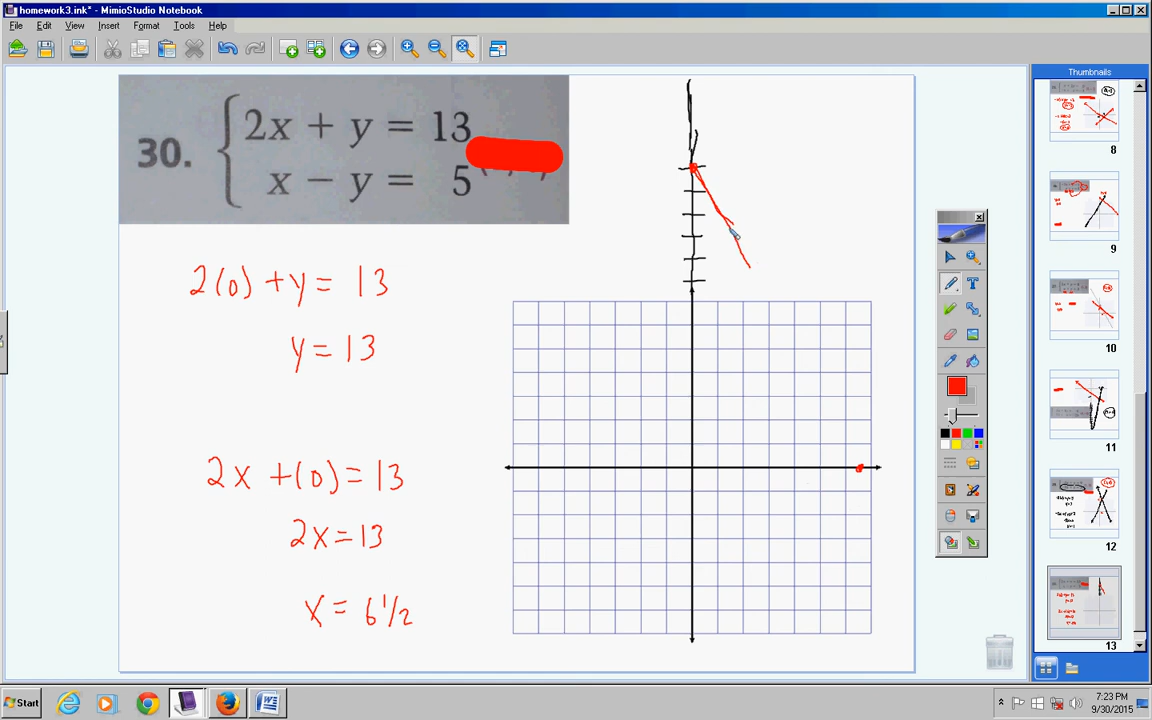 homework3.ink* - MimioStudio Notebook
File Edit View Insert Format Tools Help
Thumbnails
30. 2x + y = 13
x − y = 5
2(0) + y = 13
y = 13
2x + (0) = 13
2x = 13
x = 6 1/2
8
9
10
11
12
13
T
Start
7:23 PM
9/30/2015